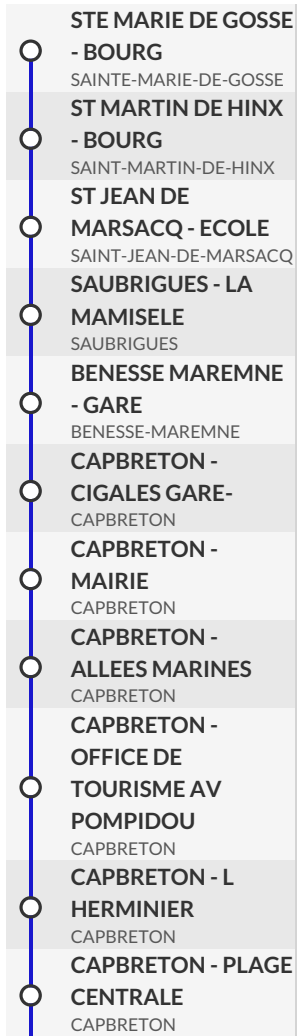 STE MARIE DE GOSSE
- BOURG
SAINTE-MARIE-DE-GOSSE
ST MARTIN DE HINX
- BOURG
SAINT-MARTIN-DE-HINX
ST JEAN DE
MARSACQ - ECOLE
SAINT-JEAN-DE-MARSACQ
SAUBRIGUES - LA
MAMISELE
SAUBRIGUES
BENESSE MAREMNE
- GARE
BENESSE-MAREMNE
CAPBRETON -
CIGALES GARE-
CAPBRETON
CAPBRETON -
MAIRIE
CAPBRETON
CAPBRETON -
ALLEES MARINES
CAPBRETON
CAPBRETON -
OFFICE DE
TOURISME AV
POMPIDOU
CAPBRETON
CAPBRETON - L
HERMINIER
CAPBRETON
CAPBRETON - PLAGE
CENTRALE
CAPBRETON